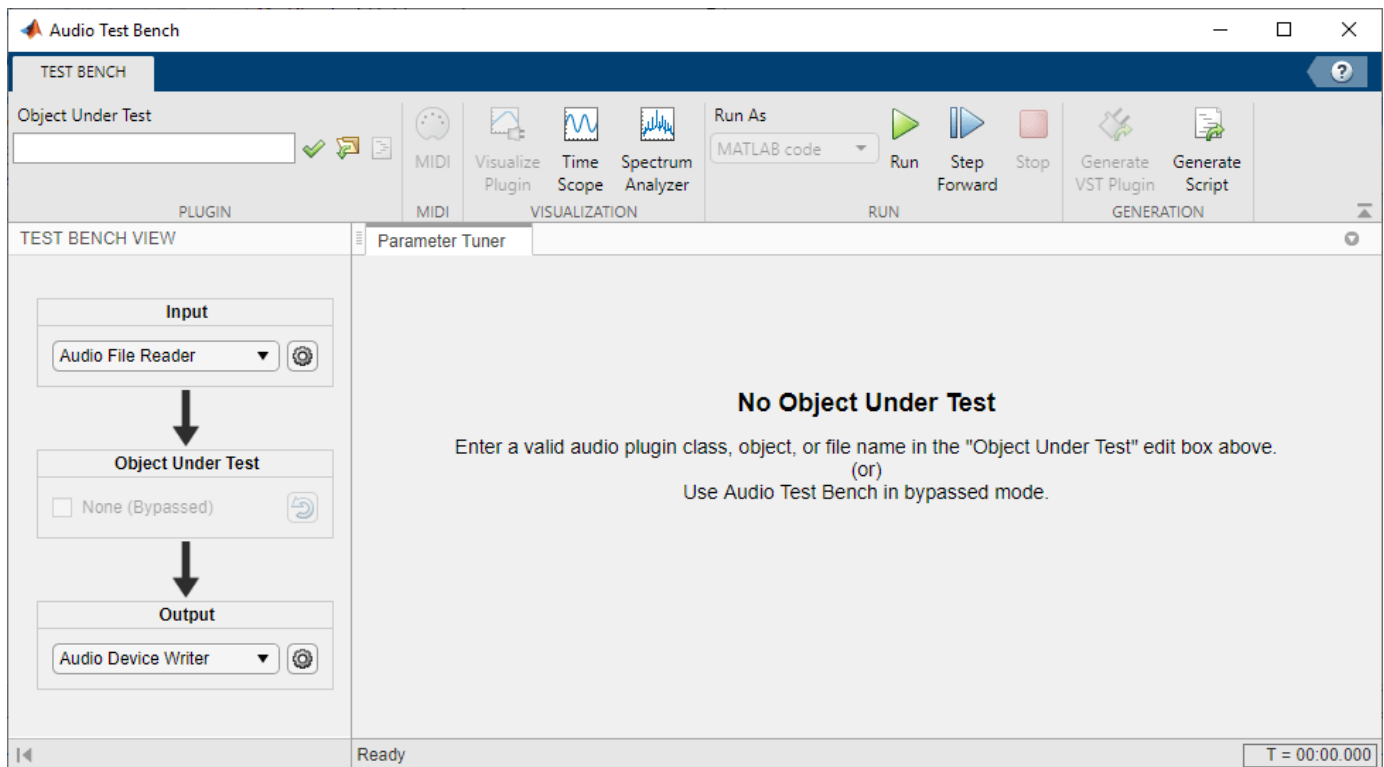 Audio Test Bench
TEST BENCH
?
Object Under Test
MIDI
Visualize
Plugin
Time
Scope
Spectrum
Analyzer
Run As
MATLAB code
Run
Step
Forward
Stop
Generate
VST Plugin
Generate
Script
PLUGIN
MIDI
VISUALIZATION
RUN
GENERATION
TEST BENCH VIEW
Parameter Tuner
Input
Audio File Reader
Object Under Test
None (Bypassed)
Output
Audio Device Writer
No Object Under Test
Enter a valid audio plugin class, object, or file name in the "Object Under Test" edit box above.
(or)
Use Audio Test Bench in bypassed mode.
Ready
T = 00:00.000